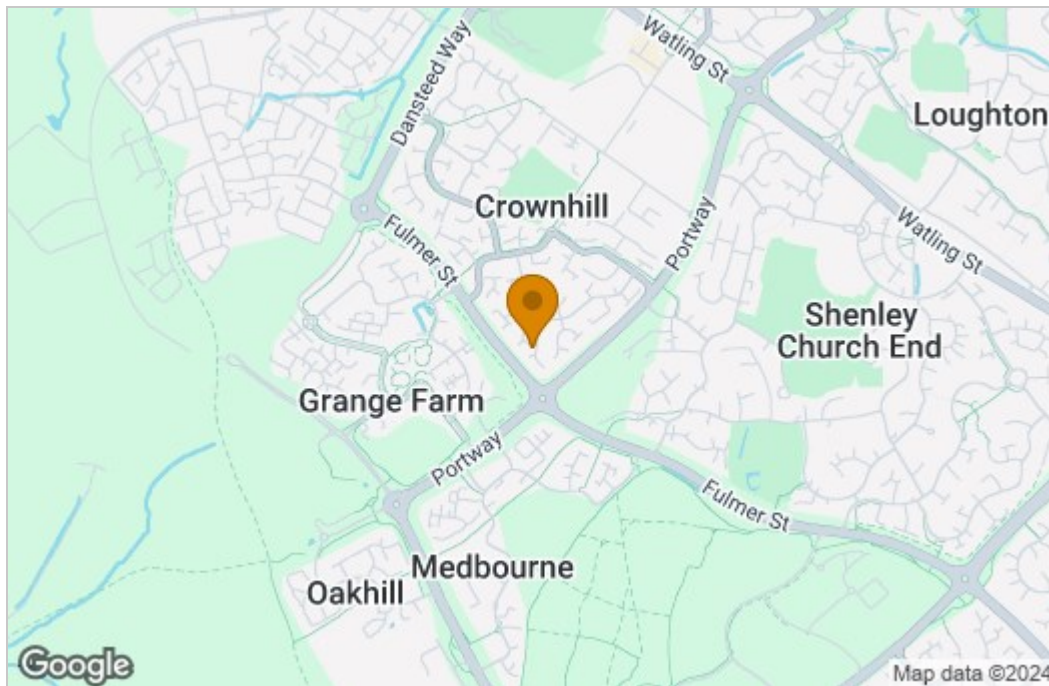 Dansteed Way
Watling St
Loughton
Crownhill
Fulmer St
Portway
Watling St
Shenley
Church End
Grange Farm
Portway
Fulmer St
Medbourne
Oakhill
Google
Map data ©2024